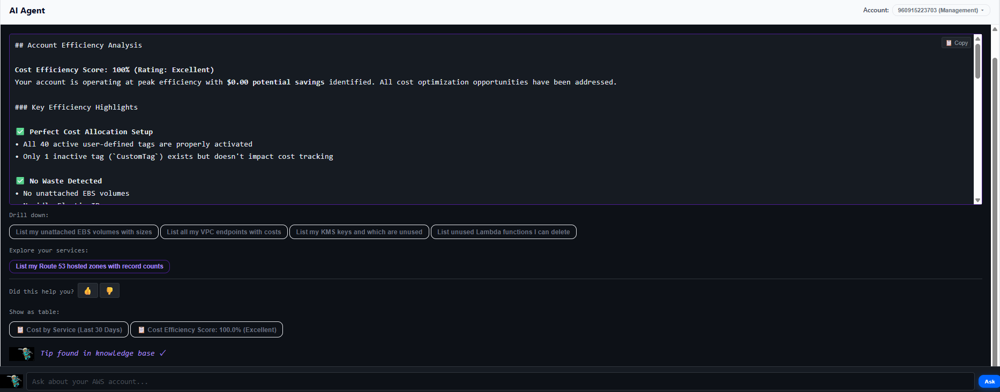 AI Agent
Account: 960915223703 (Management)
Copy
## Account Efficiency Analysis
Cost Efficiency Score: 100% (Rating: Excellent)
Your account is operating at peak efficiency with $0.00 potential savings identified. All cost optimization opportunities have been addressed.
### Key Efficiency Highlights
✅ Perfect Cost Allocation Setup
• All 40 active user-defined tags are properly activated
• Only 1 inactive tag (`CustomTag`) exists but doesn't impact cost tracking
✅ No Waste Detected
• No unattached EBS volumes
Drill down:
List my unattached EBS volumes with sizes
List all my VPC endpoints with costs
List my KMS keys and which are unused
List unused Lambda functions I can delete
Explore your services:
List my Route 53 hosted zones with record counts
Did this help you?
Show as table:
Cost by Service (Last 30 Days)
Cost Efficiency Score: 100.0% (Excellent)
Tip found in knowledge base ✓
Ask about your AWS account...
Ask